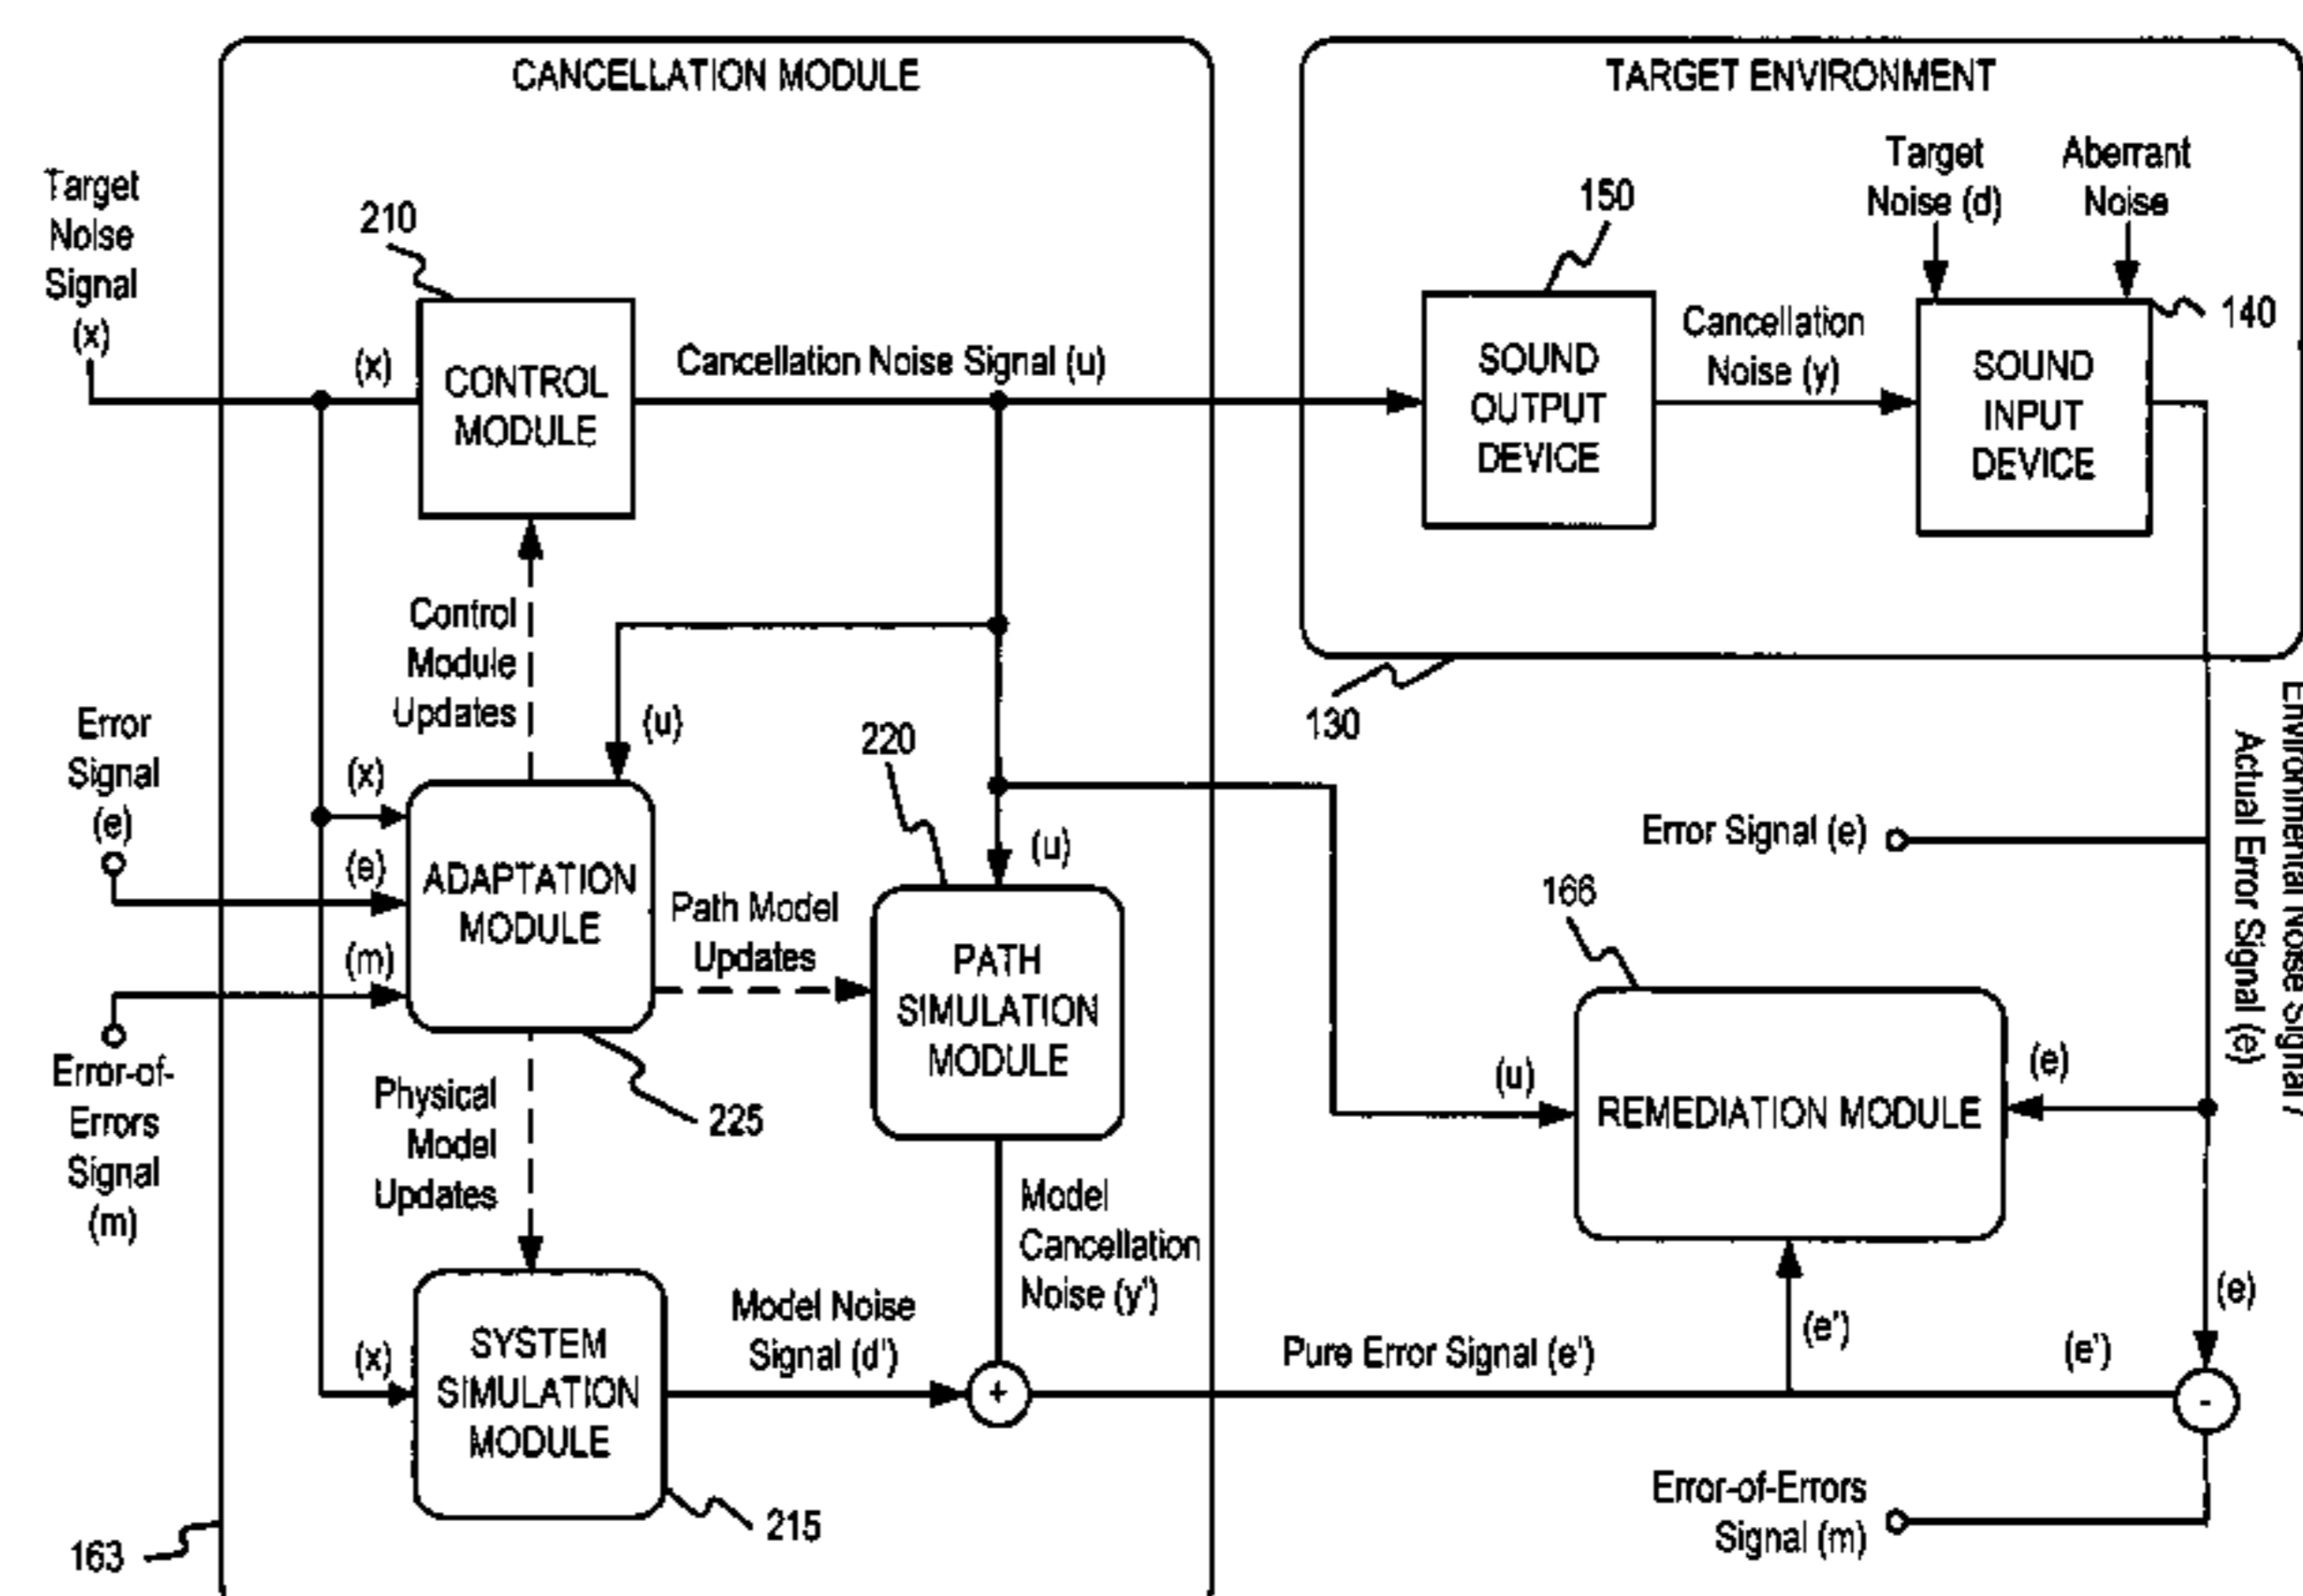 CANCELLATION MODULE
TARGET ENVIRONMENT
Target
Noise
Signal
(x)
210
(x)
CONTROL
MODULE
Cancellation Noise Signal (u)
150
SOUND
OUTPUT
DEVICE
Cancellation
Noise (y)
Target
Noise (d)
Aberrant
Noise
140
SOUND
INPUT
DEVICE
130
Control
Module
Updates
(u)
Error
Signal
(e)
(x)
(e)
(m)
ADAPTATION
MODULE
225
Error-of-
Errors
Signal
(m)
Path Model
Updates
220
(u)
PATH
SIMULATION
MODULE
Physical
Model
Updates
Model
Cancellation
Noise (y')
(x)
SYSTEM
SIMULATION
MODULE
215
Model Noise
Signal (d')
+
163
Error Signal (e)
Environmental Noise Signal /
Actual Error Signal (e)
166
(u)
REMEDIATION MODULE
(e)
(e')
Pure Error Signal (e')
(e')
(e)
-
Error-of-Errors
Signal (m)